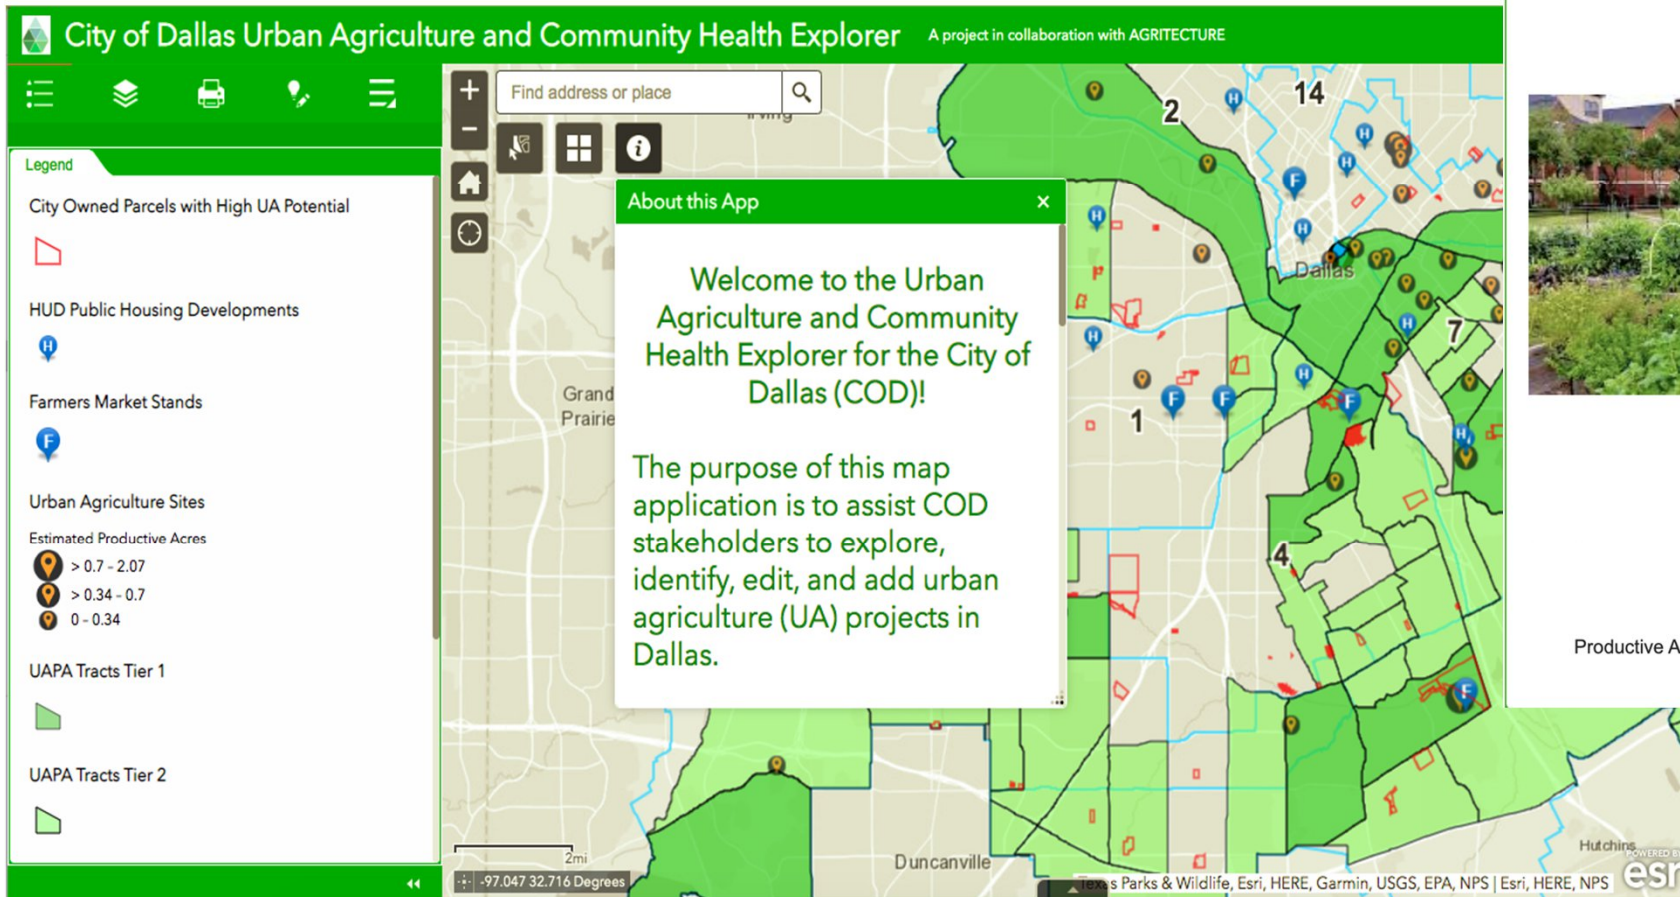 City of Dallas Urban Agriculture and Community Health Explorer
A project in collaboration with AGRITECTURE
Legend
City Owned Parcels with High UA Potential
HUD Public Housing Developments
H
Farmers Market Stands
F
Urban Agriculture Sites
Estimated Productive Acres
> 0.7 - 2.07
> 0.34 - 0.7
0 - 0.34
UAPA Tracts Tier 1
UAPA Tracts Tier 2
+
−
Find address or place
About this App
×
Welcome to the Urban
Agriculture and Community
Health Explorer for the City of
Dallas (COD)!
The purpose of this map
application is to assist COD
stakeholders to explore,
identify, edit, and add urban
agriculture (UA) projects in
Dallas.
Irving
Grand
Prairie
2
14
Dallas
7
1
4
Duncanville
Hutchins
2mi
-97.047 32.716 Degrees
Texas Parks & Wildlife, Esri, HERE, Garmin, USGS, EPA, NPS | Esri, HERE, NPS
POWERED BY
esr
Productive A